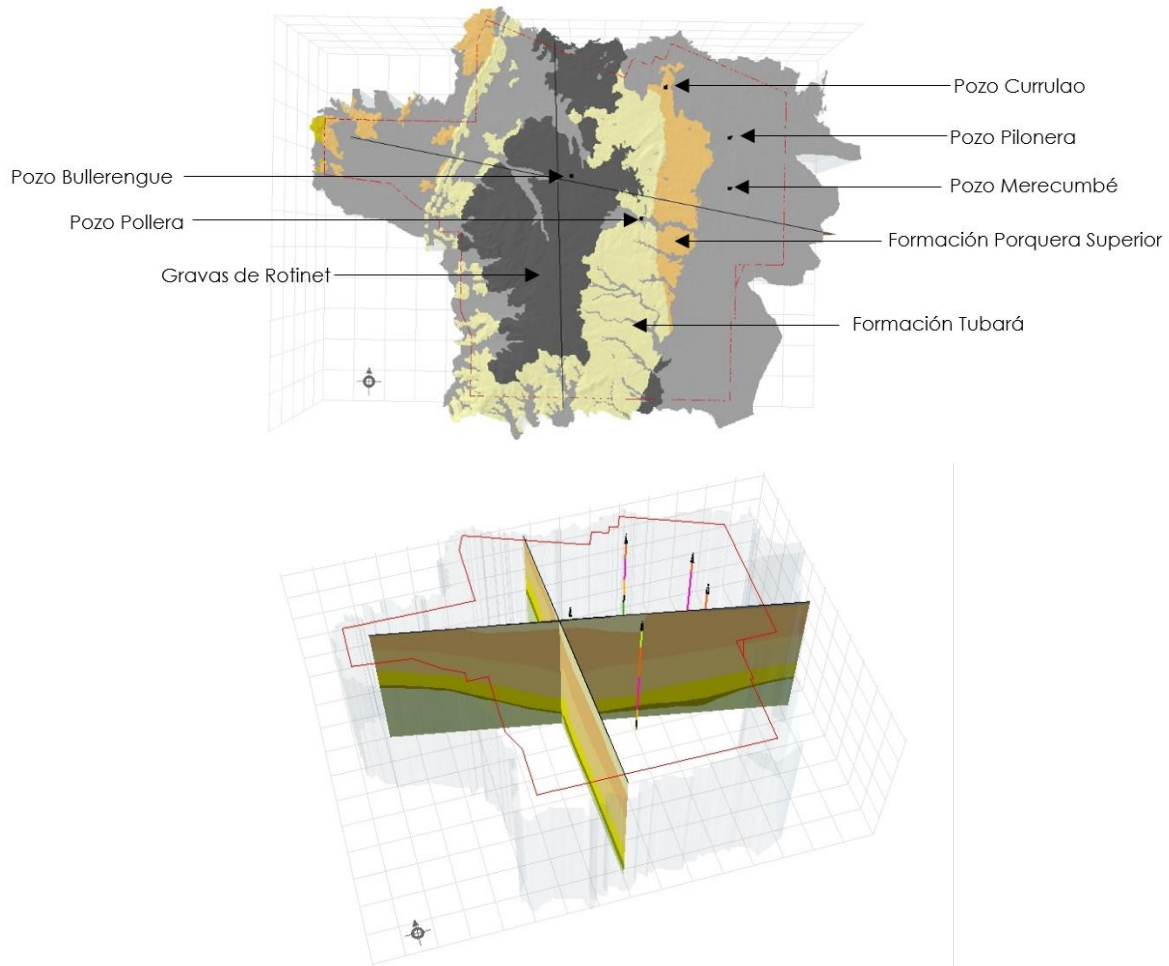 Pozo Currulao
Pozo Pilonera
Pozo Bullerengue
Pozo Merecumbé
Pozo Pollera
Formación Porquera Superior
Gravas de Rotinet
Formación Tubará